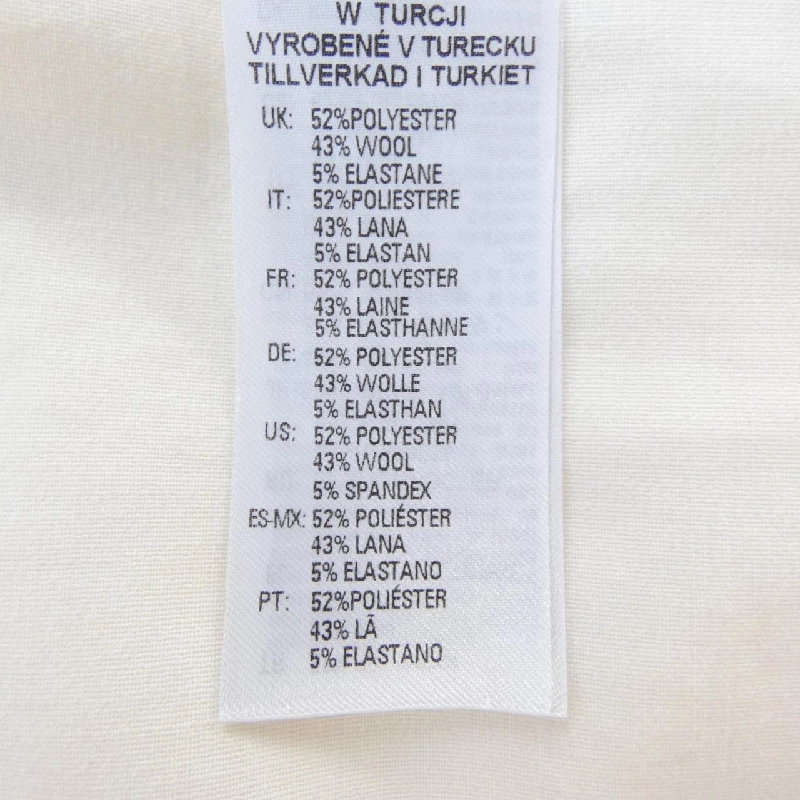 W TURCJI
VYROBENÉ V TURECKU
TILLVERKAD I TURKIET
UK: 52%POLYESTER
43% WOOL
5% ELASTANE
IT: 52%POLIESTERE
43% LANA
5% ELASTAN
FR: 52% POLYESTER
43% LAINE
5% ELASTHANNE
DE: 52% POLYESTER
43% WOLLE
5% ELASTHAN
US: 52% POLYESTER
43% WOOL
5% SPANDEX
ES-MX: 52% POLIÉSTER
43% LANA
5% ELASTANO
PT: 52%POLIÉSTER
43% LÃ
5% ELASTANO